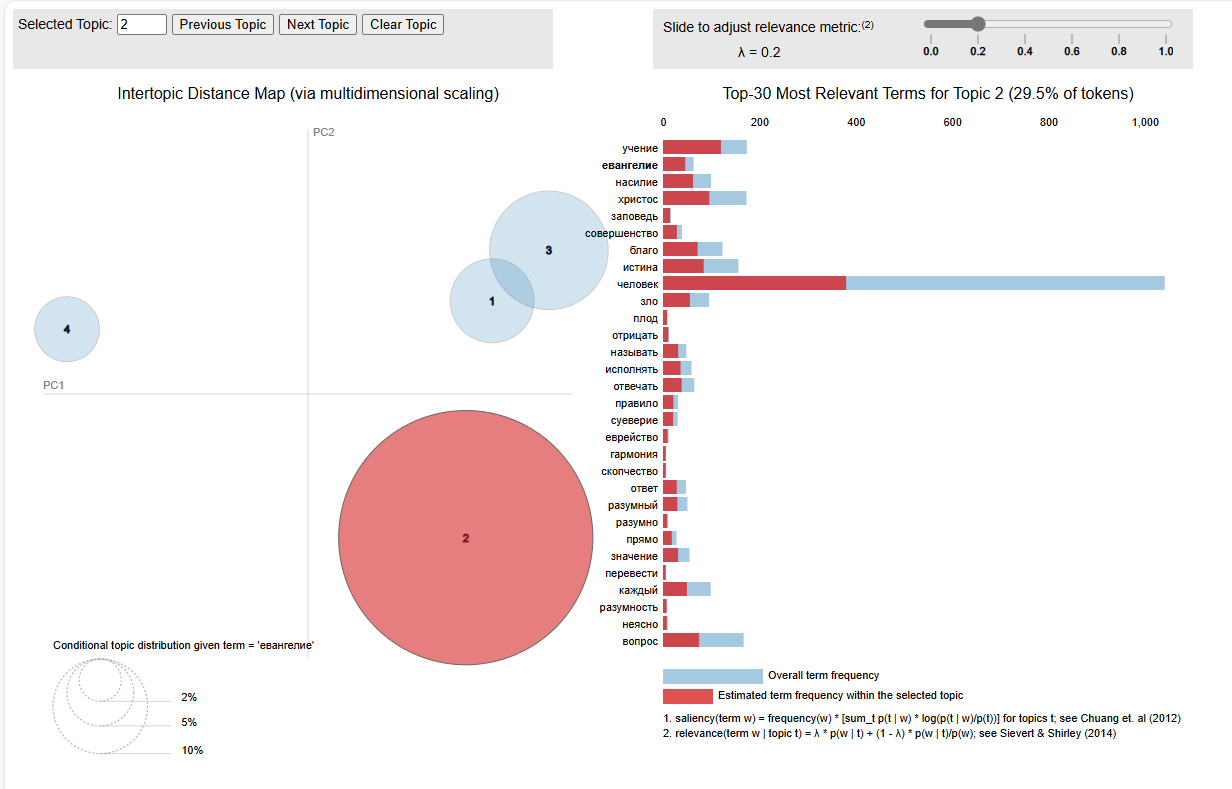 Selected Topic: 2 Previous Topic Next Topic Clear Topic
Slide to adjust relevance metric:(2)
λ = 0.2
0.0 0.2 0.4 0.6 0.8 1.0
Intertopic Distance Map (via multidimensional scaling)
PC2
3
1
4
PC1
2
Conditional topic distribution given term = 'евангелие'
2%
5%
10%
Top-30 Most Relevant Terms for Topic 2 (29.5% of tokens)
0 200 400 600 800 1,000
учение
евангелие
насилие
христос
заповедь
совершенство
благо
истина
человек
зло
плод
отрицать
называть
исполнять
отвечать
правило
суеверие
еврейство
гармония
скопчество
ответ
разумный
разумно
прямо
значение
перевести
каждый
разумность
неясно
вопрос
Overall term frequency
Estimated term frequency within the selected topic
1. saliency(term w) = frequency(w) * [sum_t p(t | w) * log(p(t | w)/p(t))] for topics t; see Chuang et. al (2012)
2. relevance(term w | topic t) = λ * p(w | t) + (1 - λ) * p(w | t)/p(w); see Sievert & Shirley (2014)